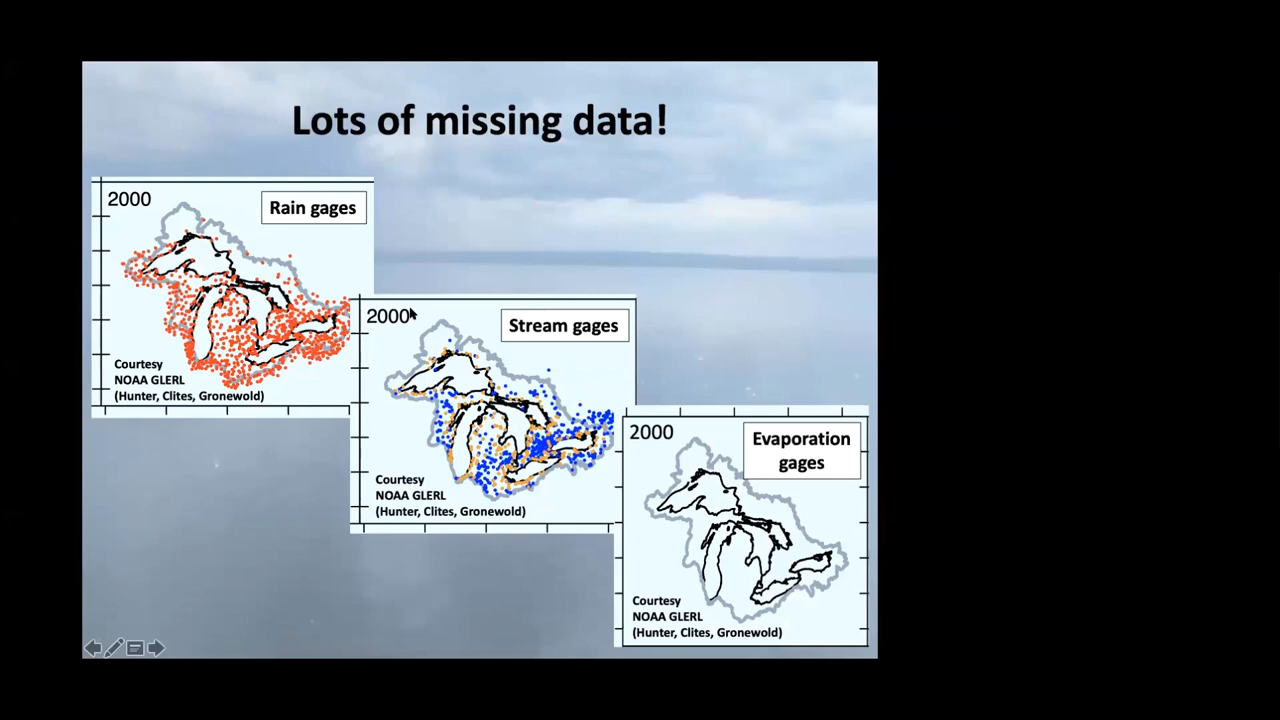 Lots of missing data!
2000
Rain gages
Courtesy
NOAA GLERL
(Hunter, Clites, Gronewold)
2000
Stream gages
Courtesy
NOAA GLERL
(Hunter, Clites, Gronewold)
2000
Evaporation
gages
Courtesy
NOAA GLERL
(Hunter, Clites, Gronewold)